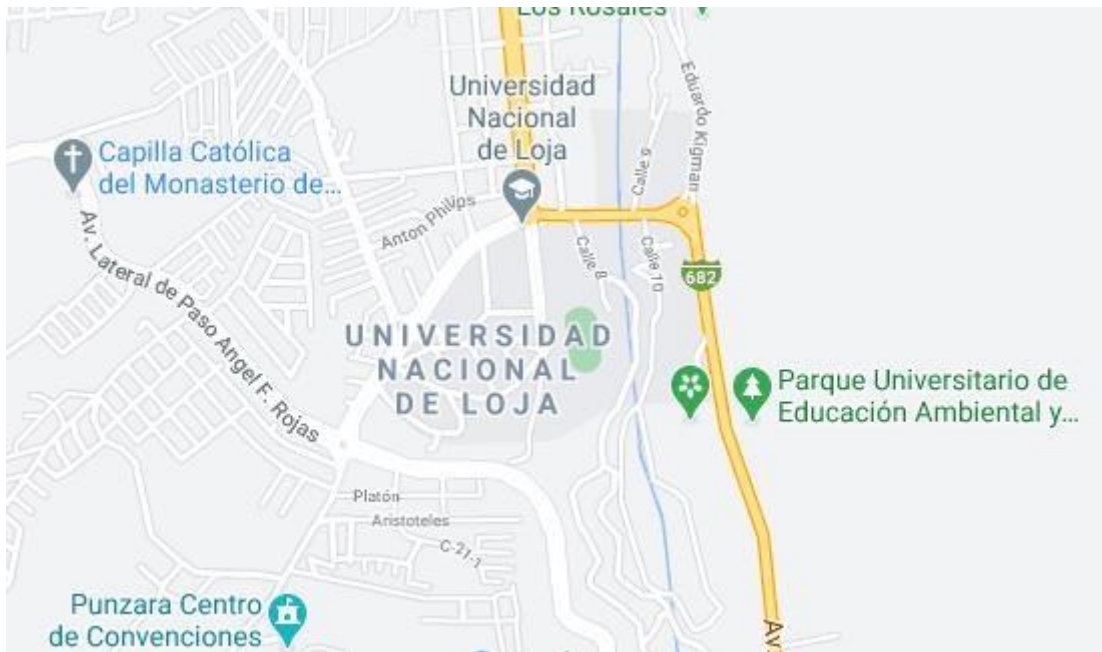 Los Rosales
Universidad
Nacional
de Loja
Eduardo Kigman
Capilla Católica
del Monasterio de...
Calle 9
Anton Philips
Av. Lateral de Paso Angel F. Rojas
Calle 8
Calle 10
682
UNIVERSIDAD
NACIONAL
DE LOJA
Parque Universitario de
Educación Ambiental y...
Platón
Aristoteles
C-21-1
Punzara Centro
de Convenciones
Av.